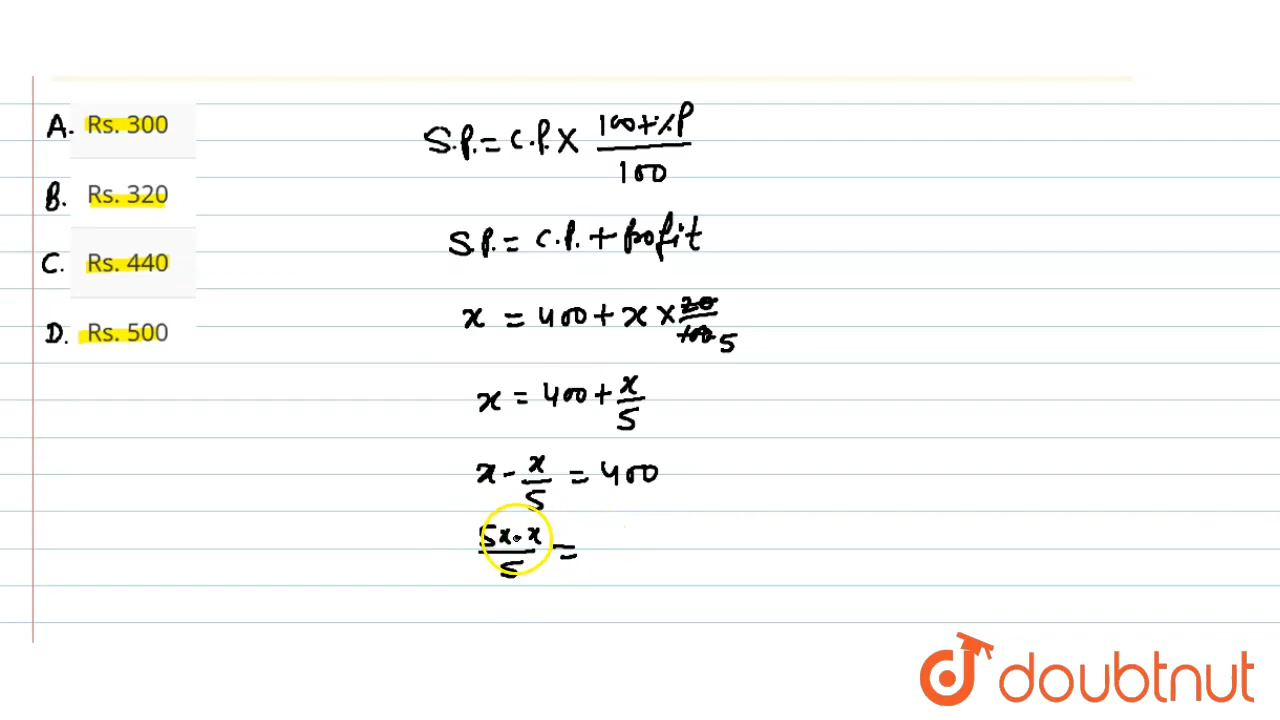 A. Rs. 300
B. Rs. 320
C. Rs. 440
D. Rs. 500
S.P. = C.P. × (100+%P)/100
S.P. = C.P. + Profit
x = 400 + x × 20/100 5
x = 400 + x/5
x - x/5 = 400
(5x-x)/5 =
doubtnut